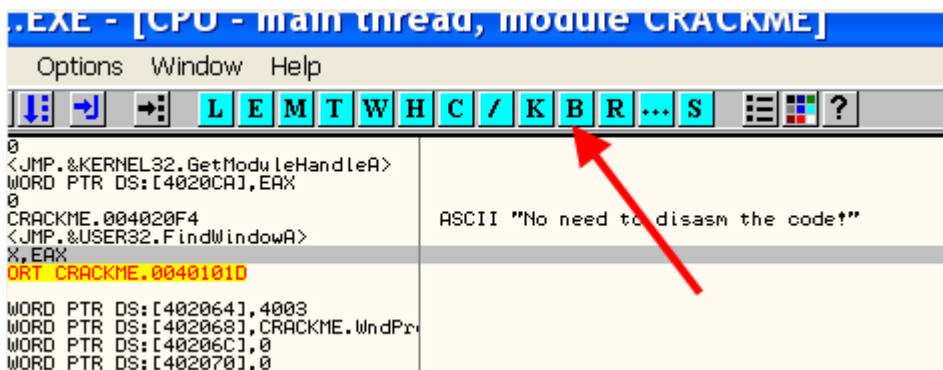 ..EXE - [CPU - main thread, module CRACKME]
Options Window Help
L E M T W H C / K B R ... S ?
0
<JMP.&KERNEL32.GetModuleHandleA>
WORD PTR DS:[4020CA],EAX
0
CRACKME.004020F4 ASCII "No need to disasm the code!"
<JMP.&USER32.FindWindowA>
X,EAX
ORT CRACKME.0040101D
WORD PTR DS:[402064],4003
WORD PTR DS:[402068],CRACKME.WndPr
WORD PTR DS:[40206C],0
WORD PTR DS:[402070],0